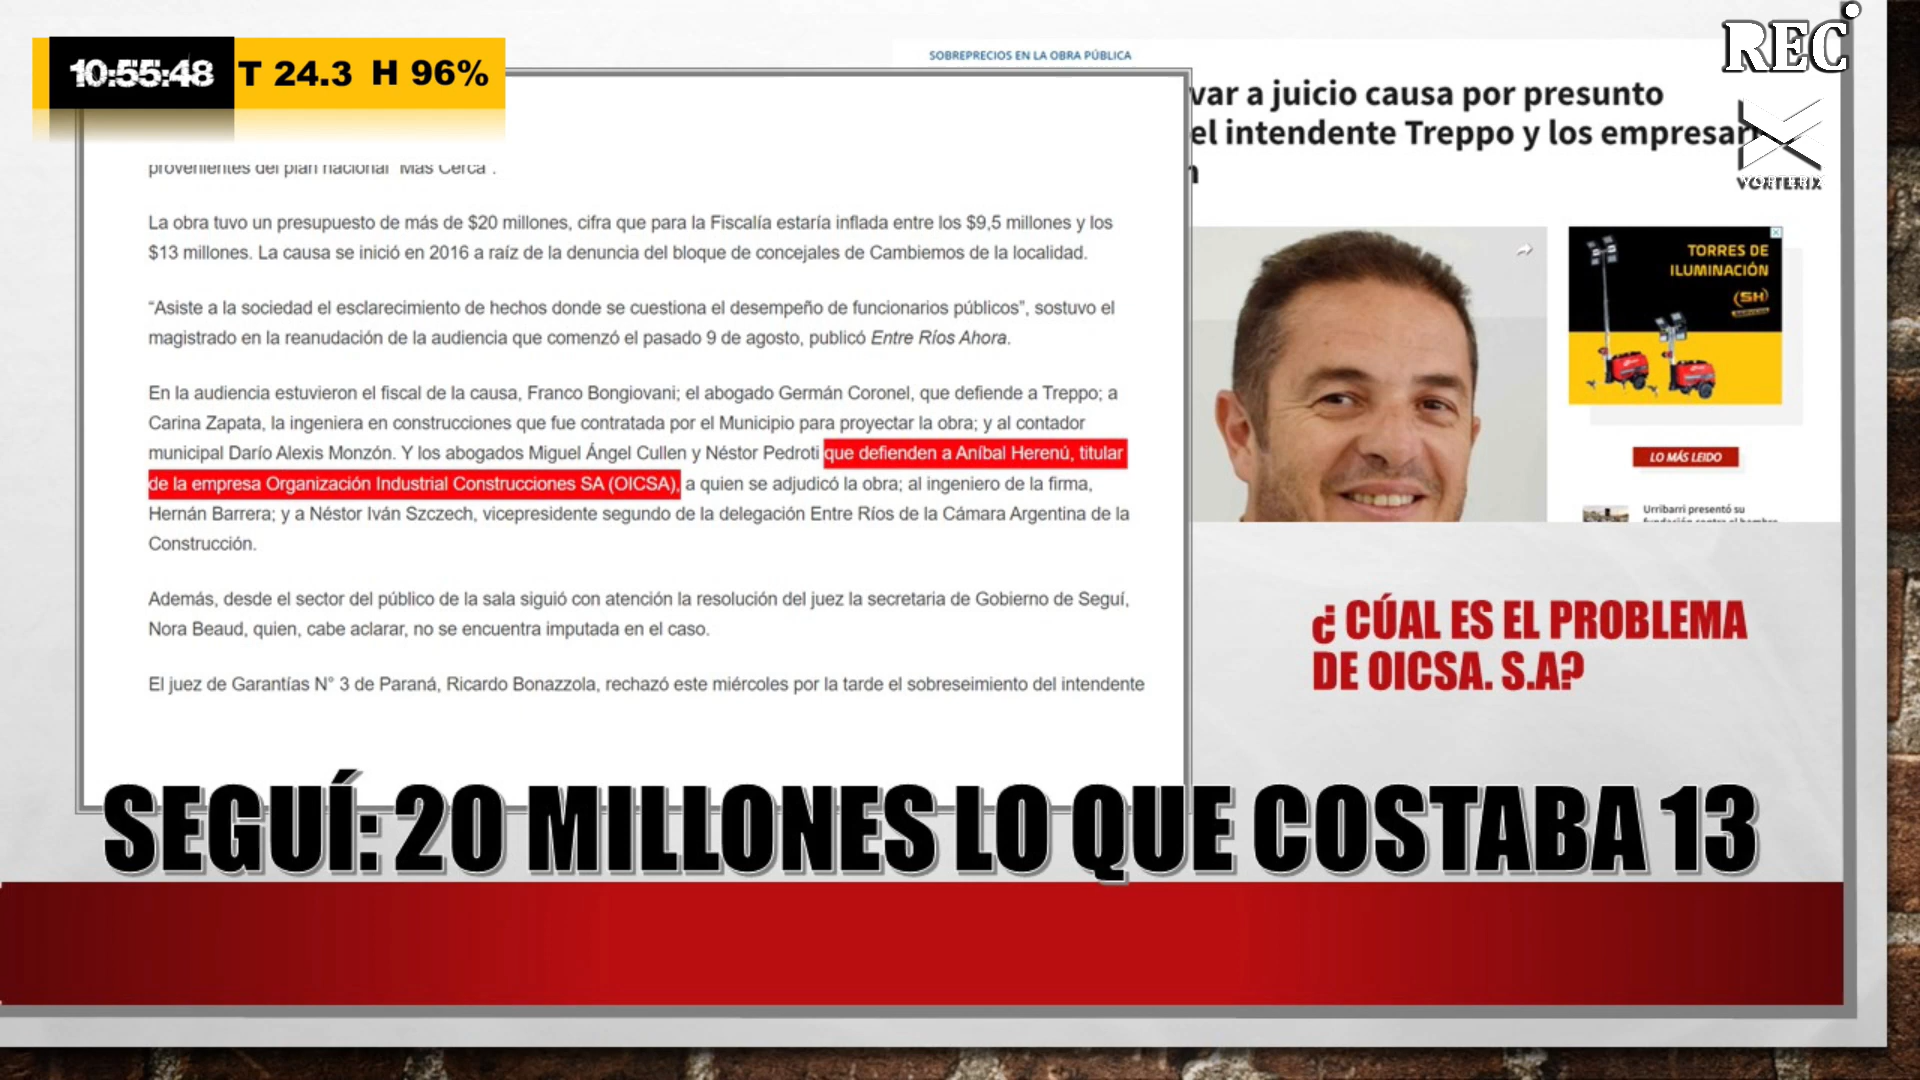 10:55:48 T 24.3 H 96%
REC
VORTERIX
SOBREPRECIOS EN LA OBRA PÚBLICA
var a juicio causa por presunto
el intendente Treppo y los empresari
n
provenientes del plan nacional "Más Cerca".
La obra tuvo un presupuesto de más de $20 millones, cifra que para la Fiscalía estaría inflada entre los $9,5 millones y los
$13 millones. La causa se inició en 2016 a raíz de la denuncia del bloque de concejales de Cambiemos de la localidad.
“Asiste a la sociedad el esclarecimiento de hechos donde se cuestiona el desempeño de funcionarios públicos”, sostuvo el
magistrado en la reanudación de la audiencia que comenzó el pasado 9 de agosto, publicó Entre Ríos Ahora.
En la audiencia estuvieron el fiscal de la causa, Franco Bongiovani; el abogado Germán Coronel, que defiende a Treppo; a
Carina Zapata, la ingeniera en construcciones que fue contratada por el Municipio para proyectar la obra; y al contador
municipal Darío Alexis Monzón. Y los abogados Miguel Ángel Cullen y Néstor Pedroti que defienden a Aníbal Herenú, titular
de la empresa Organización Industrial Construcciones SA (OICSA), a quien se adjudicó la obra; al ingeniero de la firma,
Hernán Barrera; y a Néstor Iván Szczech, vicepresidente segundo de la delegación Entre Ríos de la Cámara Argentina de la
Construcción.
Además, desde el sector del público de la sala siguió con atención la resolución del juez la secretaria de Gobierno de Seguí,
Nora Beaud, quien, cabe aclarar, no se encuentra imputada en el caso.
El juez de Garantías N° 3 de Paraná, Ricardo Bonazzola, rechazó este miércoles por la tarde el sobreseimiento del intendente
TORRES DE
ILUMINACIÓN
SH
LO MÁS LEIDO
Urribarri presentó su
¿ CÚAL ES EL PROBLEMA
DE OICSA. S.A?
SEGUÍ: 20 MILLONES LO QUE COSTABA 13